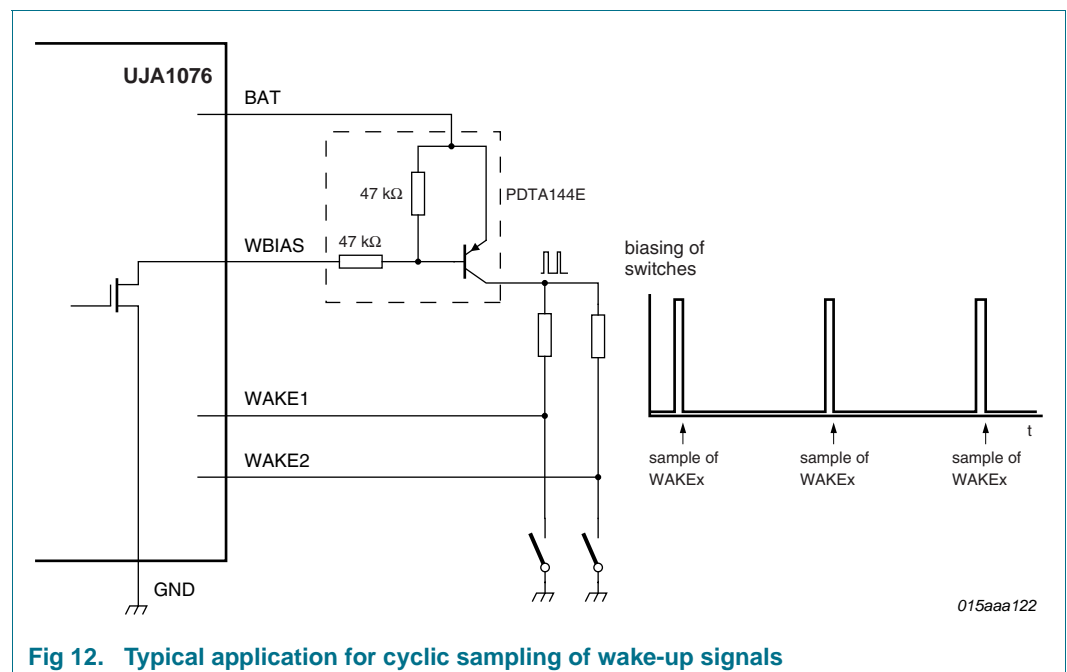 UJA1076
BAT
47 kΩ
PDTA144E
WBIAS
47 kΩ
biasing of
switches
WAKE1
WAKE2
t
sample of
WAKEx
sample of
WAKEx
sample of
WAKEx
GND
015aaa122
Fig 12. Typical application for cyclic sampling of wake-up signals